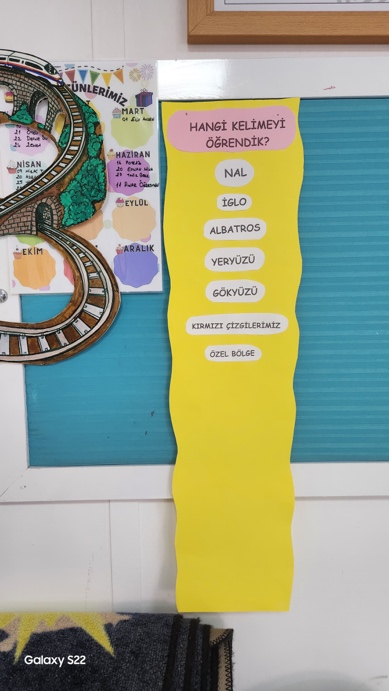 ÜNLERİMİZ
MART
HAZİRAN
NİSAN
EYLÜL
EKİM
ARALIK
HANGİ KELİMEYİ
ÖĞRENDİK?
NAL
İGLO
ALBATROS
YERYÜZÜ
GÖKYÜZÜ
KIRMIZI ÇİZGİLERİMİZ
ÖZEL BÖLGE
Galaxy S22